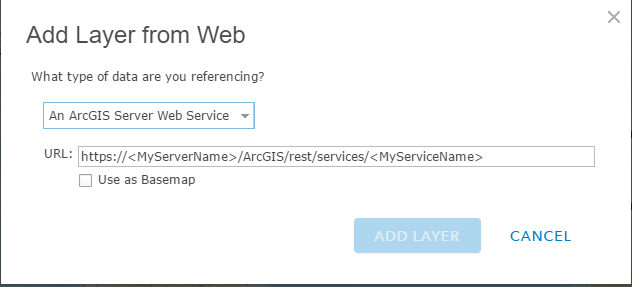 Add Layer from Web
What type of data are you referencing?
An ArcGIS Server Web Service
URL: https://<MyServerName>/ArcGIS/rest/services/<MyServiceName>
Use as Basemap
ADD LAYER CANCEL